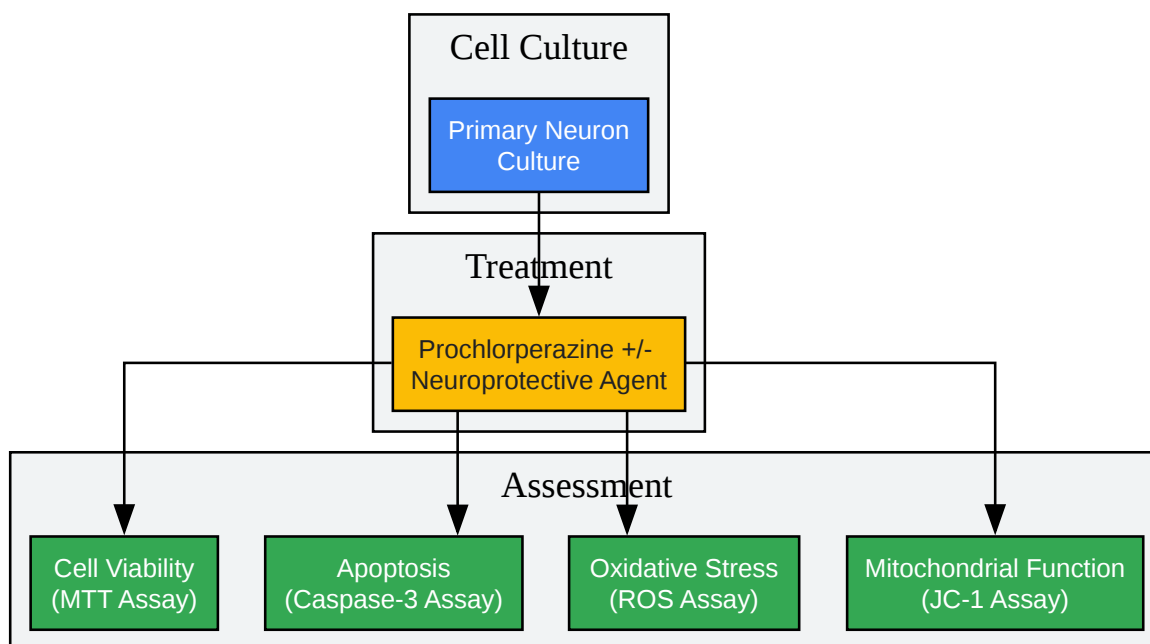 Cell Culture
Primary Neuron
Culture
Treatment
Prochlorperazine +/-
Neuroprotective Agent
Assessment
Cell Viability
(MTT Assay)
Apoptosis
(Caspase-3 Assay)
Oxidative Stress
(ROS Assay)
Mitochondrial Function
(JC-1 Assay)